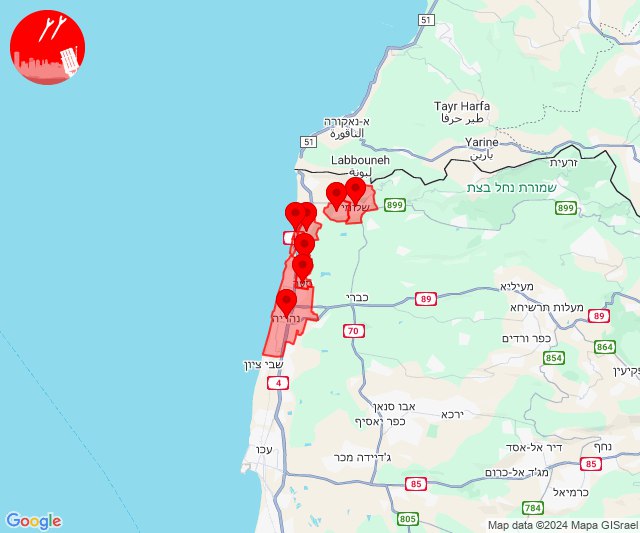 51
Tayr Harfa
طير حرفا
א-נאקורה
الناقورة
51
Yarine
يارين
Labbouneh
لبونة
זרעית
שמורת נחל בצת
899
שלומי
4
נהריה
כברי
89
מעיליא
מעלות תרשיחא
89
כפר ורדים
70
864
854
פקיעין
שבי ציון
4
אבו סנאן
ירכא
כפר יאסיף
עכו
ג'דיידה מכר
דיר אל-אסד
נחף
85
מג'ד אל-כרום
85
כרמיאל
784
805
Google
Map data ©2024 Mapa GISrael